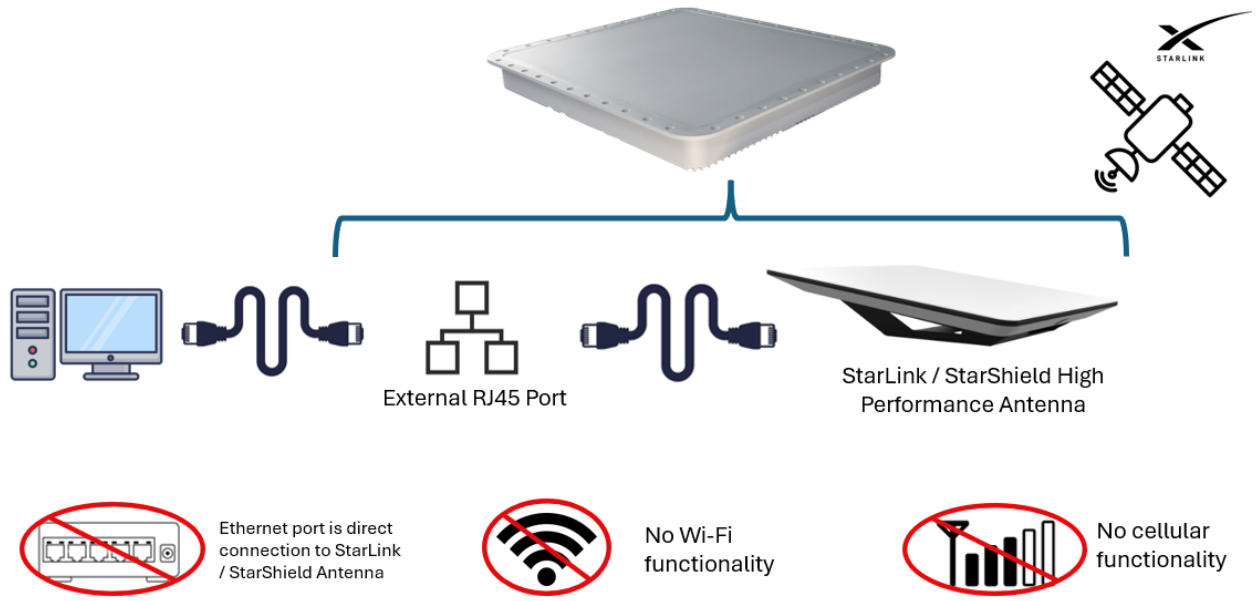 STARLINK
External RJ45 Port
StarLink / StarShield High
Performance Antenna
Ethernet port is direct
connection to StarLink
/ StarShield Antenna
No Wi-Fi
functionality
No cellular
functionality